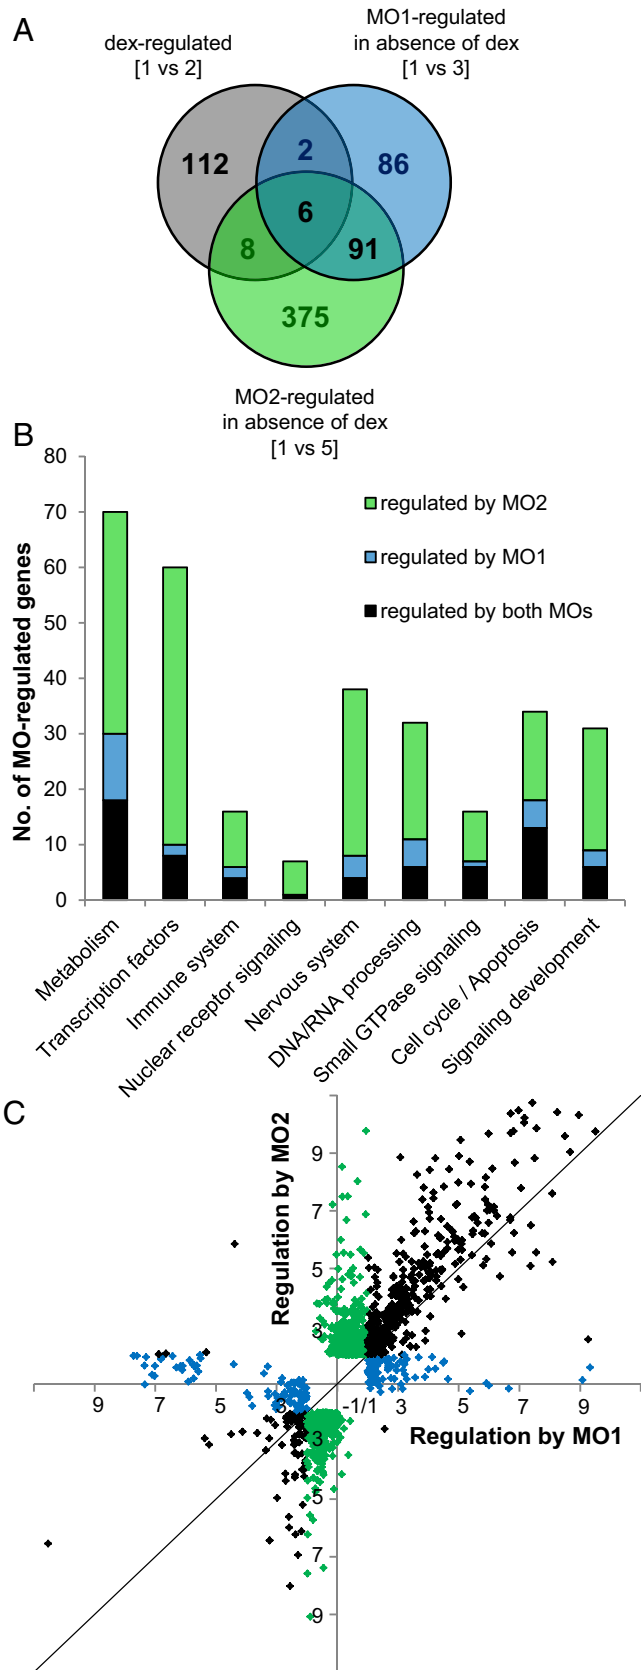 A
dex-regulated
[1 vs 2]
MO1-regulated
in absence of dex
[1 vs 3]
112
2
86
6
8
91
375
MO2-regulated
in absence of dex
[1 vs 5]
B
No. of MO-regulated genes
80
70
60
50
40
30
20
10
0
regulated by MO2
regulated by MO1
regulated by both MOs
Metabolism
Transcription factors
Immune system
Nuclear receptor signaling
Nervous system
DNA/RNA processing
Small GTPase signaling
Cell cycle / Apoptosis
Signaling development
C
Regulation by MO2
9
7
5
3
9
7
5
3
-1/1
3
5
7
9
Regulation by MO1
3
5
7
9